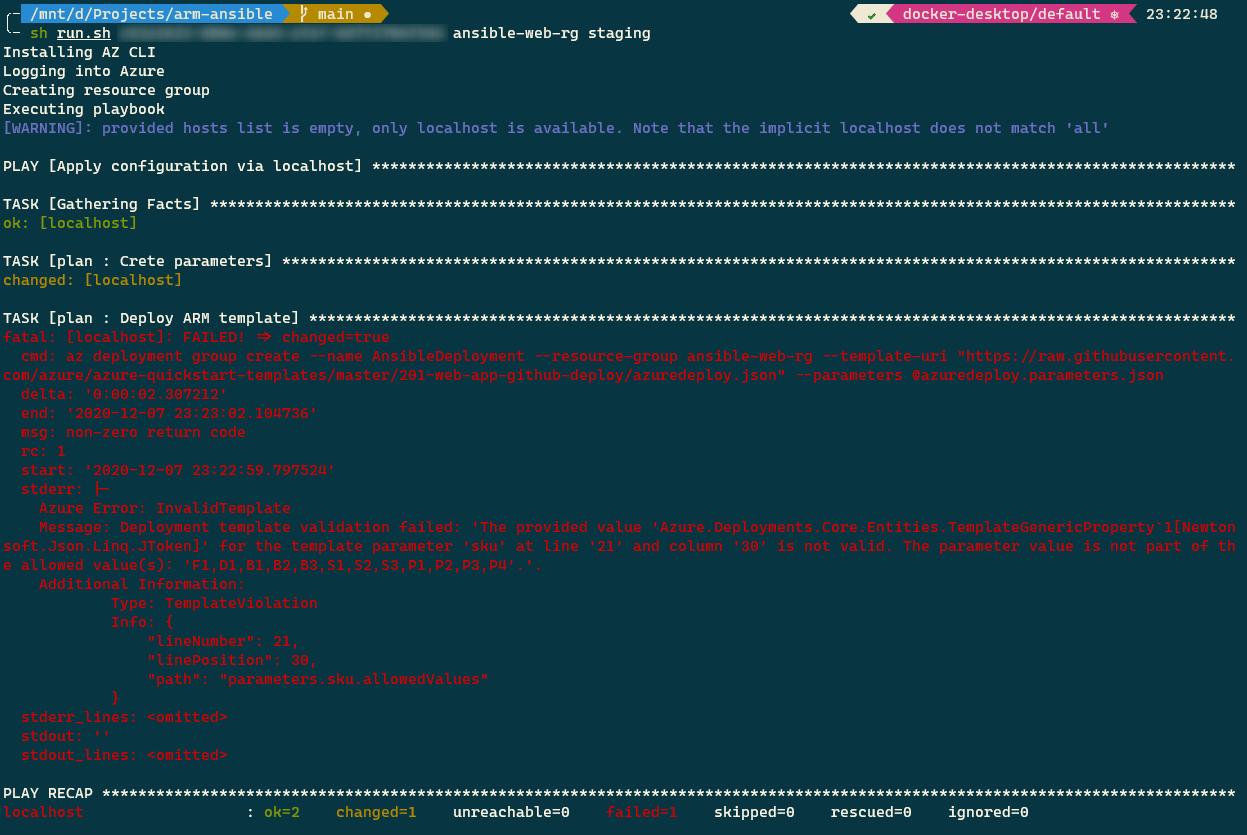 /mnt/d/Projects/arm-ansible main ● ✔ docker-desktop/default ⎈ 23:22:48
sh run.sh ansible-web-rg staging
Installing AZ CLI
Logging into Azure
Creating resource group
Executing playbook
[WARNING]: provided hosts list is empty, only localhost is available. Note that the implicit localhost does not match 'all'
PLAY [Apply configuration via localhost] ************************************************************************************************
TASK [Gathering Facts] ******************************************************************************************************************
ok: [localhost]
TASK [plan : Crete parameters] **********************************************************************************************************
changed: [localhost]
TASK [plan : Deploy ARM template] *******************************************************************************************************
fatal: [localhost]: FAILED! => changed=true
cmd: az deployment group create --name AnsibleDeployment --resource-group ansible-web-rg --template-uri "https://raw.githubusercontent.
com/azure/azure-quickstart-templates/master/201-web-app-github-deploy/azuredeploy.json" --parameters @azuredeploy.parameters.json
delta: '0:00:02.307212'
end: '2020-12-07 23:23:02.104736'
msg: non-zero return code
rc: 1
start: '2020-12-07 23:22:59.797524'
stderr: |-
Azure Error: InvalidTemplate
Message: Deployment template validation failed: 'The provided value 'Azure.Deployments.Core.Entities.TemplateGenericProperty`1[Newton
soft.Json.Linq.JToken]' for the template parameter 'sku' at line '21' and column '30' is not valid. The parameter value is not part of th
e allowed value(s): 'F1,D1,B1,B2,B3,S1,S2,S3,P1,P2,P3,P4'.'.
Additional Information:
Type: TemplateViolation
Info: {
"lineNumber": 21,
"linePosition": 30,
"path": "parameters.sku.allowedValues"
}
stderr_lines: <omitted>
stdout: ''
stdout_lines: <omitted>
PLAY RECAP ******************************************************************************************************************************
localhost : ok=2 changed=1 unreachable=0 failed=1 skipped=0 rescued=0 ignored=0